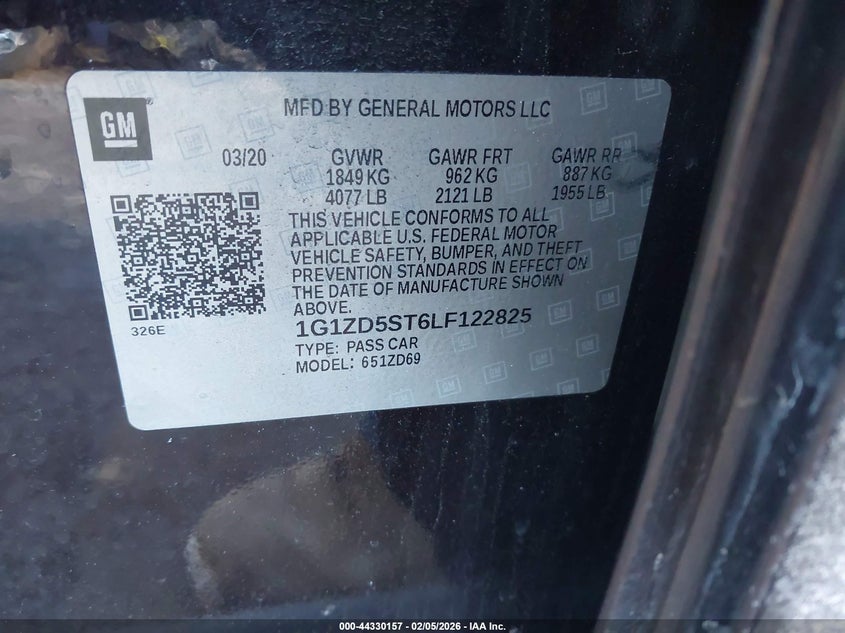 GM
MFD BY GENERAL MOTORS LLC
03/20 GVWR GAWR FRT GAWR RR
1849 KG 962 KG 887 KG
4077 LB 2121 LB 1955 LB
THIS VEHICLE CONFORMS TO ALL
APPLICABLE U.S. FEDERAL MOTOR
VEHICLE SAFETY, BUMPER, AND THEFT
PREVENTION STANDARDS IN EFFECT ON
THE DATE OF MANUFACTURE SHOWN
ABOVE.
326E
1G1ZD5ST6LF122825
TYPE: PASS CAR
MODEL: 651ZD69
000-44330157 — 02/05/2026 — IAA Inc.